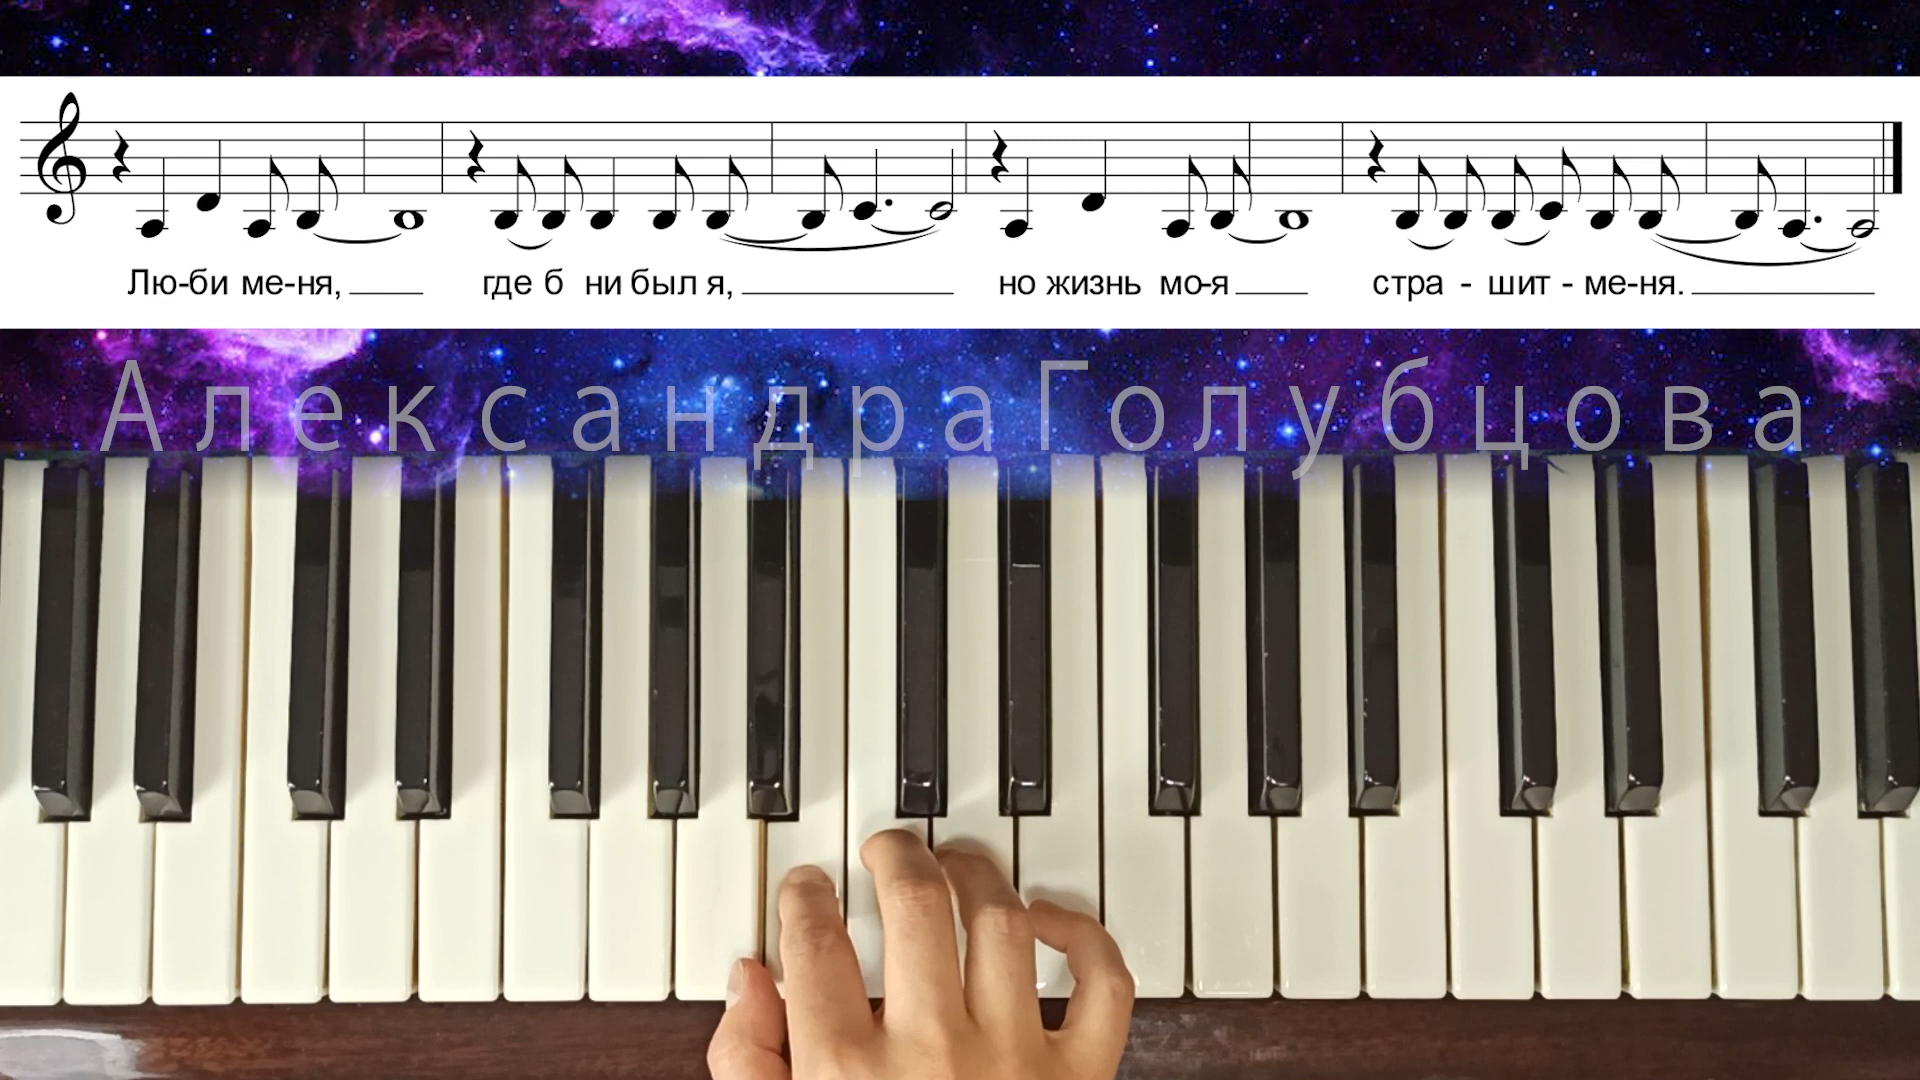 Лю-би ме-ня, где б ни был я, но жизнь мо-я стра - шит - ме-ня.
АлександраГолубцова